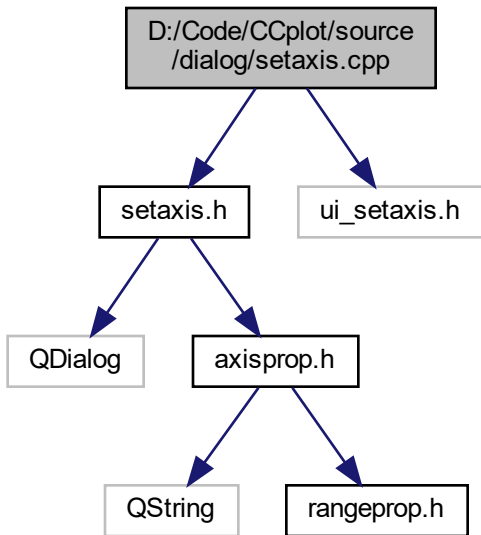 D:/Code/CCplot/source
/dialog/setaxis.cpp
setaxis.h
ui_setaxis.h
QDialog
axisprop.h
QString
rangeprop.h